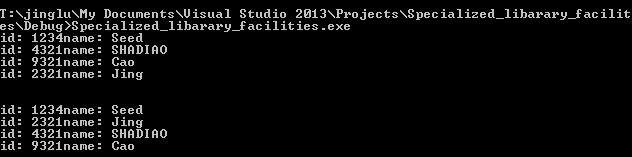 T:\jinglu\My Documents\Visual Studio 2013\Projects\Specialized_libarary_facilit
es\Debug>Specialized_libarary_facilities.exe
id: 1234name: Seed
id: 4321name: SHADIAO
id: 9321name: Cao
id: 2321name: Jing
id: 1234name: Seed
id: 2321name: Jing
id: 4321name: SHADIAO
id: 9321name: Cao